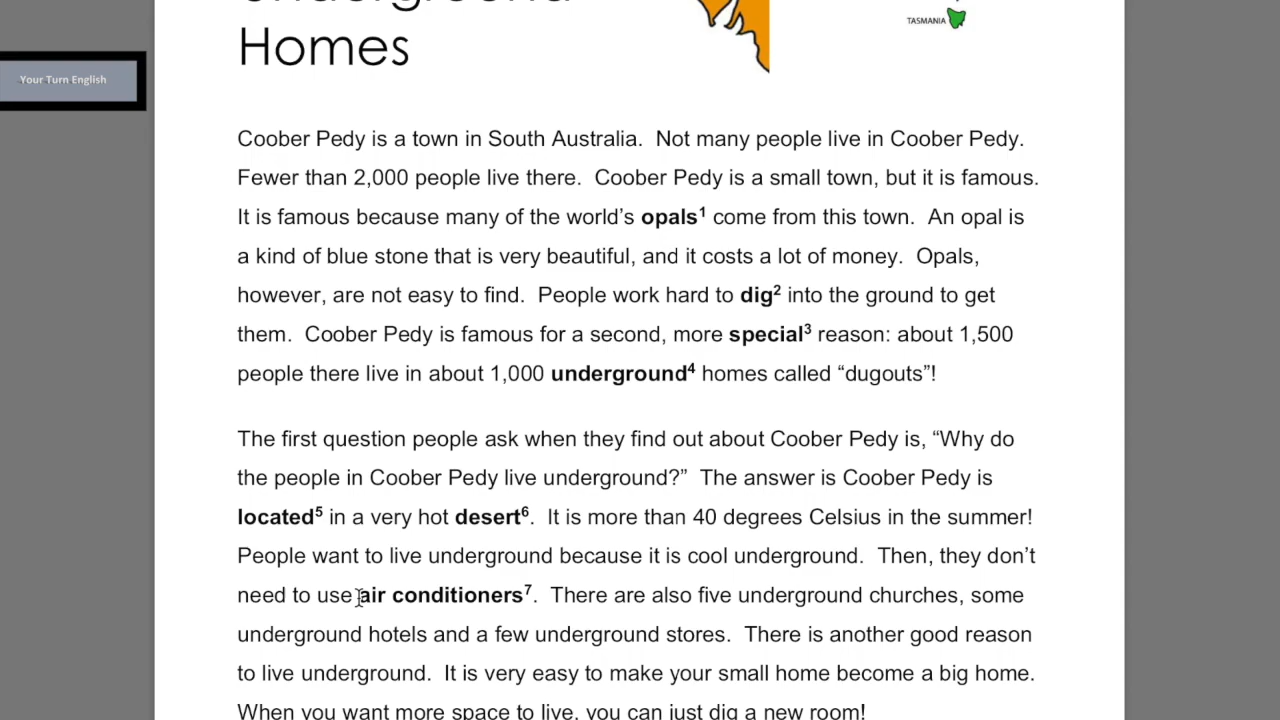 Underground
Homes
TASMANIA
Your Turn English
Coober Pedy is a town in South Australia.  Not many people live in Coober Pedy.
Fewer than 2,000 people live there.  Coober Pedy is a small town, but it is famous.
It is famous because many of the world’s opals¹ come from this town.  An opal is
a kind of blue stone that is very beautiful, and it costs a lot of money.  Opals,
however, are not easy to find.  People work hard to dig² into the ground to get
them.  Coober Pedy is famous for a second, more special³ reason: about 1,500
people there live in about 1,000 underground⁴ homes called “dugouts”!
The first question people ask when they find out about Coober Pedy is, “Why do
the people in Coober Pedy live underground?”  The answer is Coober Pedy is
located⁵ in a very hot desert⁶.  It is more than 40 degrees Celsius in the summer!
People want to live underground because it is cool underground.  Then, they don’t
need to use air conditioners⁷.  There are also five underground churches, some
underground hotels and a few underground stores.  There is another good reason
to live underground.  It is very easy to make your small home become a big home.
When you want more space to live, you can just dig a new room!